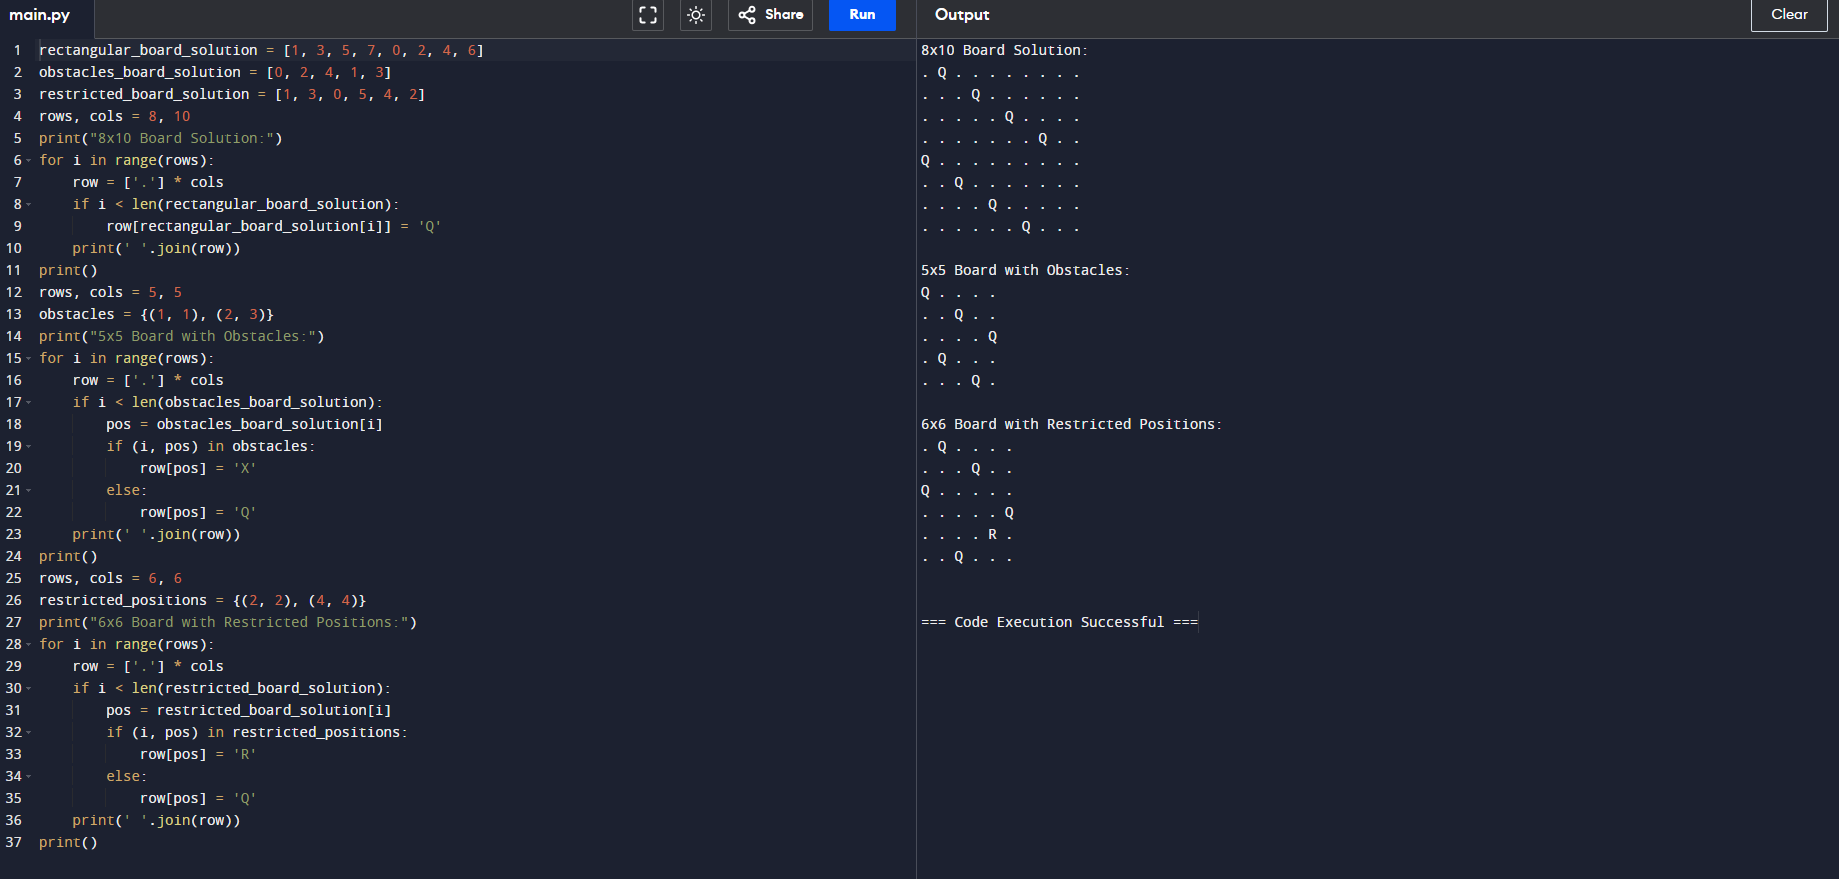 main.py
Share
Run
Output
Clear
1 rectangular_board_solution = [1, 3, 5, 7, 0, 2, 4, 6]
2 obstacles_board_solution = [0, 2, 4, 1, 3]
3 restricted_board_solution = [1, 3, 0, 5, 4, 2]
4 rows, cols = 8, 10
5 print("8x10 Board Solution:")
6 for i in range(rows):
7     row = ['.'] * cols
8     if i < len(rectangular_board_solution):
9         row[rectangular_board_solution[i]] = 'Q'
10     print(' '.join(row))
11 print()
12 rows, cols = 5, 5
13 obstacles = {(1, 1), (2, 3)}
14 print("5x5 Board with Obstacles:")
15 for i in range(rows):
16     row = ['.'] * cols
17     if i < len(obstacles_board_solution):
18         pos = obstacles_board_solution[i]
19         if (i, pos) in obstacles:
20             row[pos] = 'X'
21         else:
22             row[pos] = 'Q'
23     print(' '.join(row))
24 print()
25 rows, cols = 6, 6
26 restricted_positions = {(2, 2), (4, 4)}
27 print("6x6 Board with Restricted Positions:")
28 for i in range(rows):
29     row = ['.'] * cols
30     if i < len(restricted_board_solution):
31         pos = restricted_board_solution[i]
32         if (i, pos) in restricted_positions:
33             row[pos] = 'R'
34         else:
35             row[pos] = 'Q'
36     print(' '.join(row))
37 print()
8x10 Board Solution:
. Q . . . . . . . .
. . . Q . . . . . .
. . . . . Q . . . .
. . . . . . . Q . .
Q . . . . . . . . .
. . Q . . . . . . .
. . . . Q . . . . .
. . . . . . Q . . .
5x5 Board with Obstacles:
Q . . . .
. . Q . .
. . . . Q
. Q . . .
. . . Q .
6x6 Board with Restricted Positions:
. Q . . . .
. . . Q . .
Q . . . . .
. . . . . Q
. . . . R .
. . Q . . .
=== Code Execution Successful ===